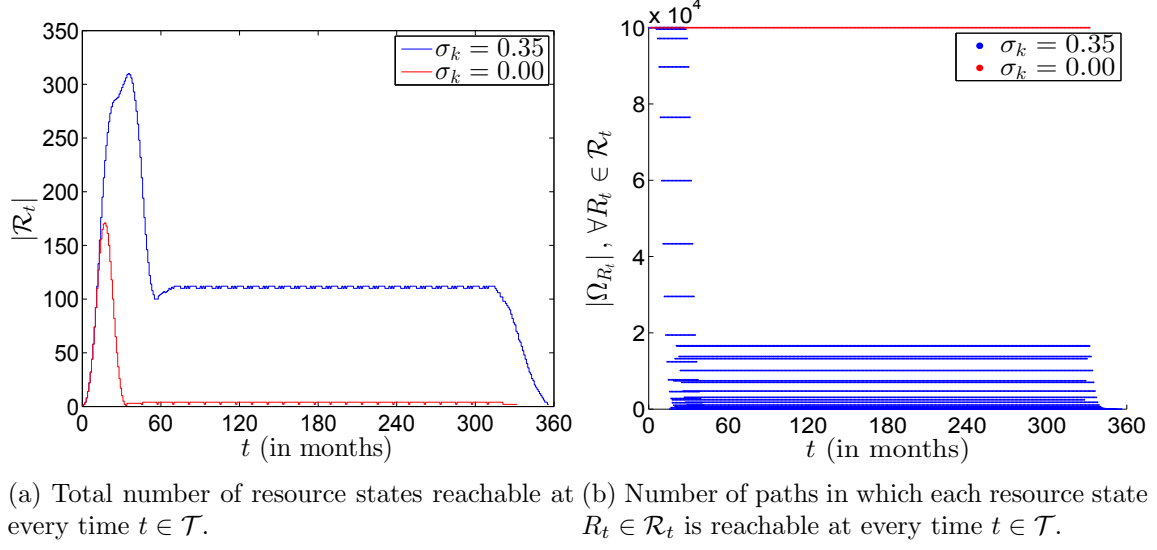 350
300
250
200
150
100
50
0
|ℛ_t|
0 60 120 180 240 300 360
t (in months)
σ_k = 0.35
σ_k = 0.00
10 x 10^4
8
6
4
2
0
|Ω_{R_t}|, ∀R_t ∈ ℛ_t
0 60 120 180 240 300 360
t (in months)
σ_k = 0.35
σ_k = 0.00
(a) Total number of resource states reachable at
every time t ∈ 𝒯.
(b) Number of paths in which each resource state
R_t ∈ ℛ_t is reachable at every time t ∈ 𝒯.